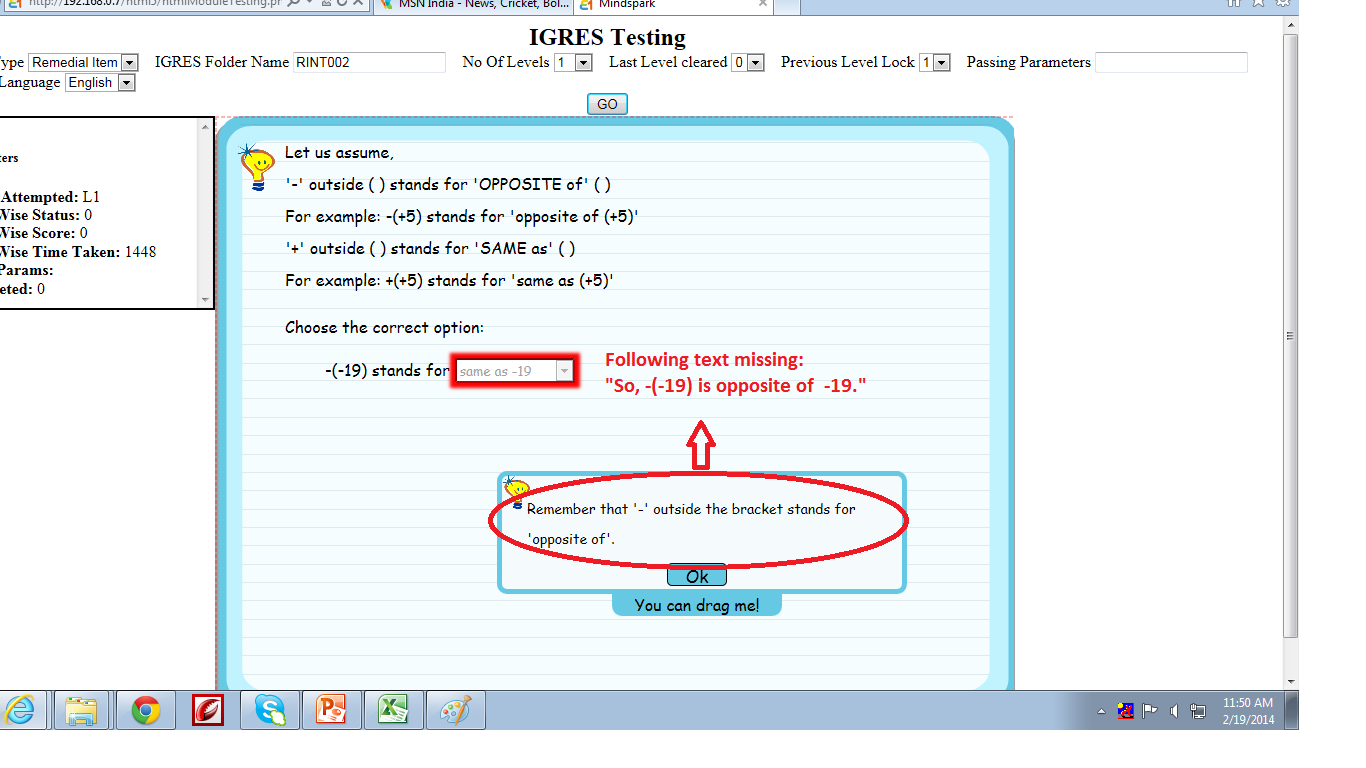 http://192.168.0.7/html5/htmlModuleTesting.pr
MSN India - News, Cricket, Bol...
Mindspark
IGRES Testing
ype Remedial Item IGRES Folder Name RINT002 No Of Levels 1 Last Level cleared 0 Previous Level Lock 1 Passing Parameters
Language English
GO
ters
Attempted: L1
Wise Status: 0
Wise Score: 0
Wise Time Taken: 1448
Params:
eted: 0
Let us assume,
'-' outside ( ) stands for 'OPPOSITE of' ( )
For example: -(+5) stands for 'opposite of (+5)'
'+' outside ( ) stands for 'SAME as' ( )
For example: +(+5) stands for 'same as (+5)'
Choose the correct option:
-(-19) stands for same as -19
Following text missing:
"So, -(-19) is opposite of -19."
Remember that '-' outside the bracket stands for
'opposite of'.
Ok
You can drag me!
11:50 AM
2/19/2014